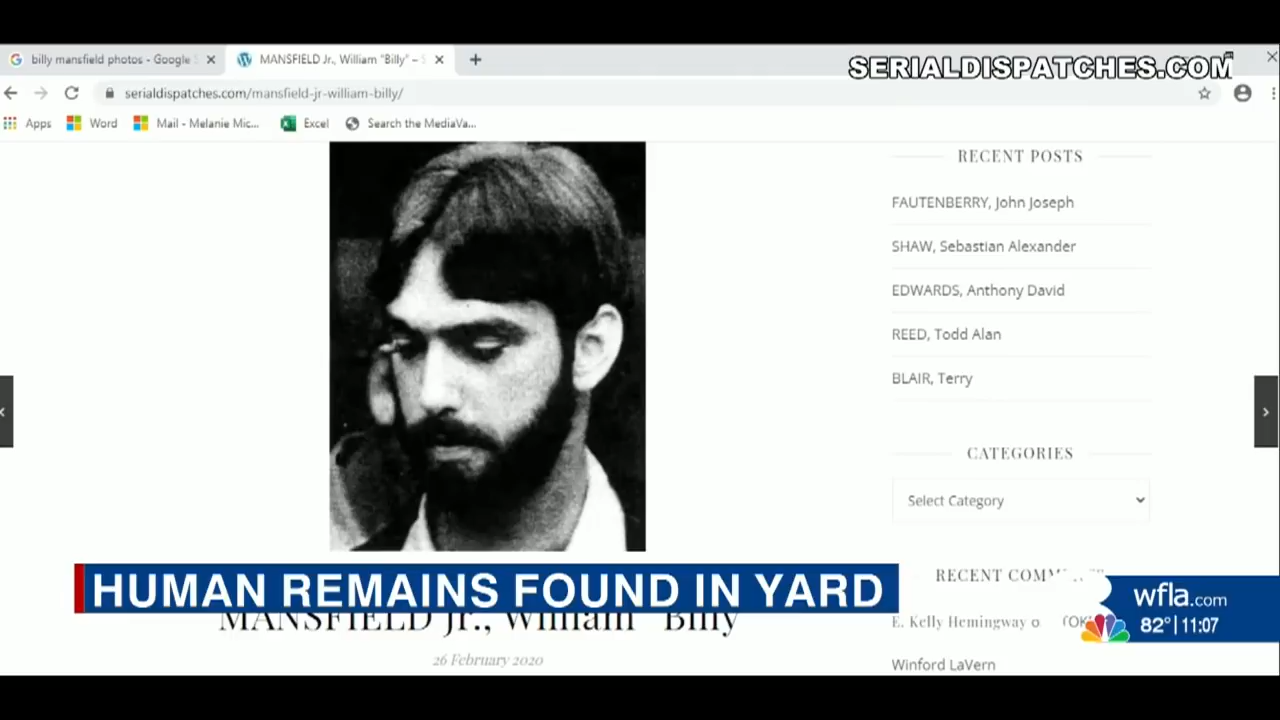 billy mansfield photos - Google
MANSFIELD Jr., William "Billy" –
SERIALDISPATCHES.COM
serialdispatches.com/mansfield-jr-william-billy/
Apps
Word
Mail - Melanie Mic...
Excel
Search the MediaVa...
RECENT POSTS
FAUTENBERRY, John Joseph
SHAW, Sebastian Alexander
EDWARDS, Anthony David
REED, Todd Alan
BLAIR, Terry
CATEGORIES
Select Category
HUMAN REMAINS FOUND IN YARD
MANSFIELD Jr., William "Billy"
26 February 2020
RECENT
E. Kelly Hemingway
Winford LaVern
wfla.com
82° | 11:07